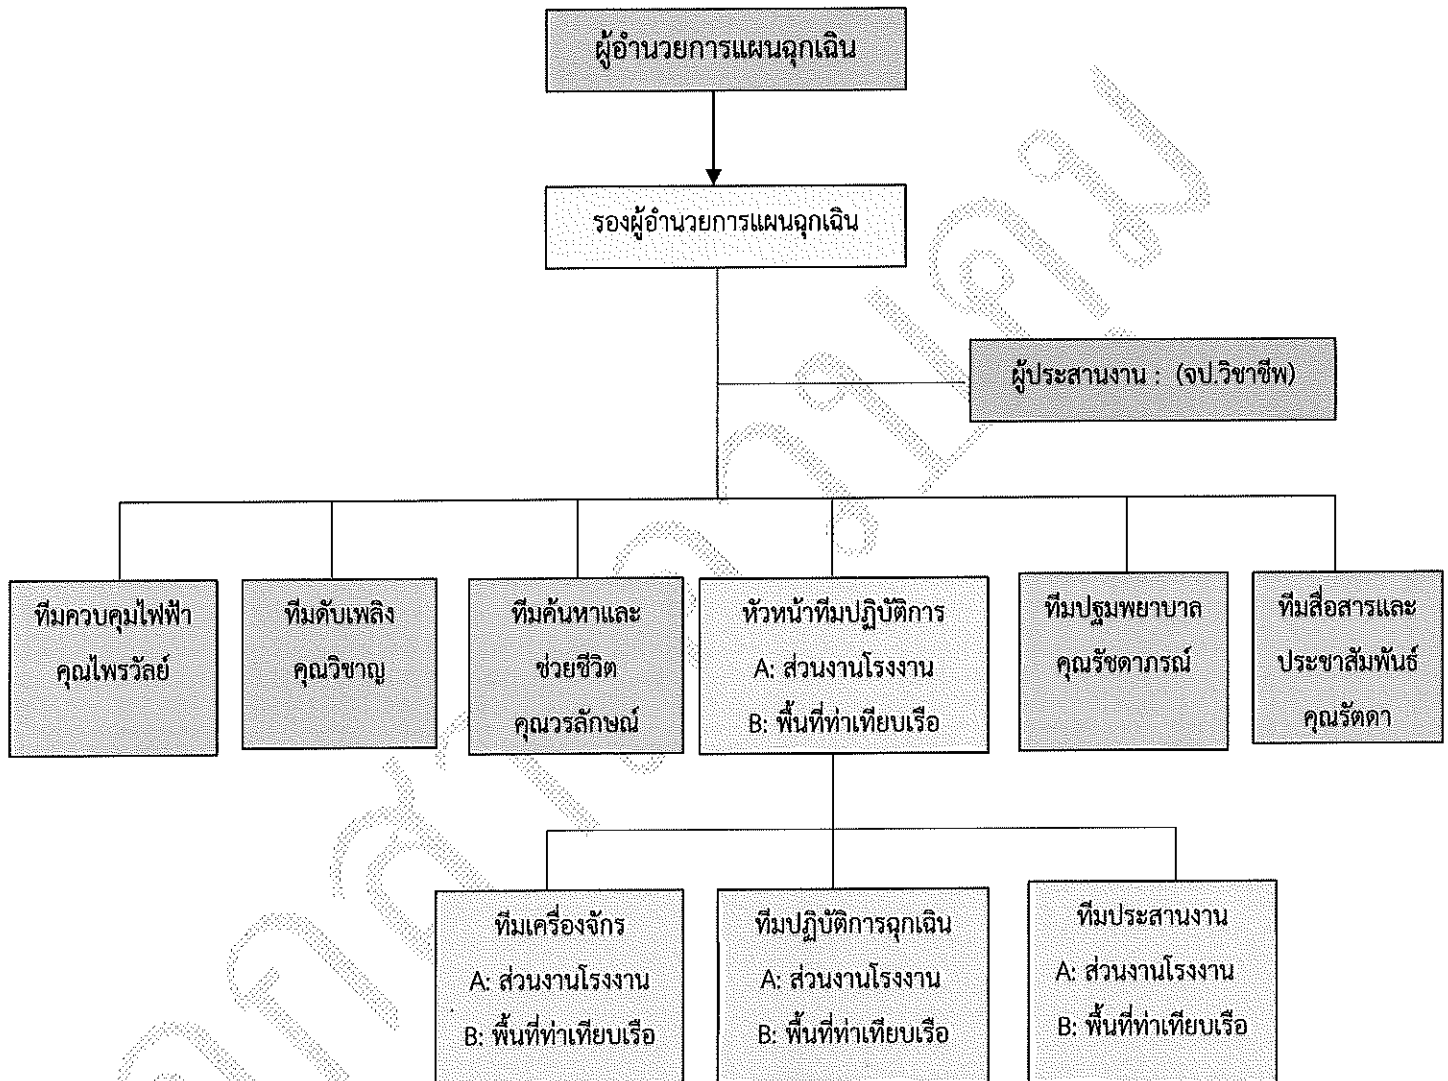 ผู้อำนวยการแผนฉุกเฉิน
รองผู้อำนวยการแผนฉุกเฉิน
ผู้ประสานงาน : (จป.วิชาชีพ)
ทีมควบคุมไฟฟ้า
คุณไพรวัลย์
ทีมดับเพลิง
คุณวิชาญ
ทีมค้นหาและ
ช่วยชีวิต
คุณวรลักษณ์
หัวหน้าทีมปฏิบัติการ
A: ส่วนงานโรงงาน
B: พื้นที่ท่าเทียบเรือ
ทีมปฐมพยาบาล
คุณรัชดาภรณ์
ทีมสื่อสารและ
ประชาสัมพันธ์
คุณรัตดา
ทีมเครื่องจักร
A: ส่วนงานโรงงาน
B: พื้นที่ท่าเทียบเรือ
ทีมปฏิบัติการฉุกเฉิน
A: ส่วนงานโรงงาน
B: พื้นที่ท่าเทียบเรือ
ทีมประสานงาน
A: ส่วนงานโรงงาน
B: พื้นที่ท่าเทียบเรือ